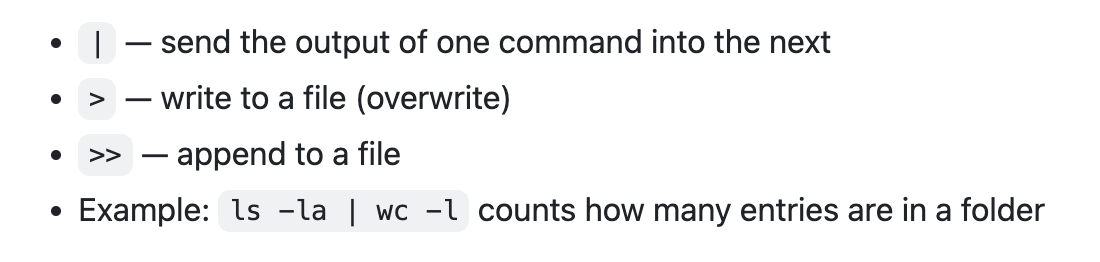 • | — send the output of one command into the next
• > — write to a file (overwrite)
• >> — append to a file
• Example: ls -la | wc -l counts how many entries are in a folder